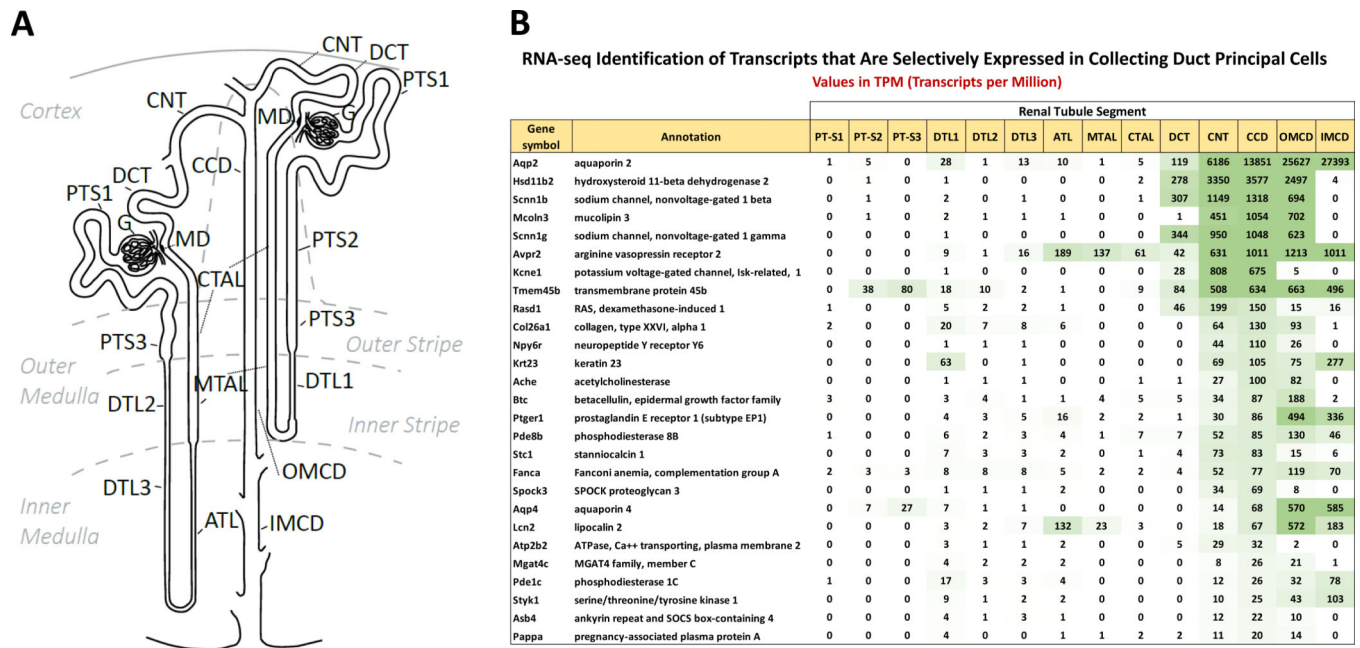 A
CNT
DCT
PTS1
CNT
Cortex
MD
G
DCT
CCD
PTS1
G
MD
PTS2
CTAL
PTS3
PTS3
Outer Stripe
Outer
Medulla
MTAL
DTL1
DTL2
Inner Stripe
OMCD
DTL3
Inner
Medulla
ATL
IMCD
B
RNA-seq Identification of Transcripts that Are Selectively Expressed in Collecting Duct Principal Cells
Values in TPM (Transcripts per Million)
Renal Tubule Segment
Gene symbol Annotation PT-S1 PT-S2 PT-S3 DTL1 DTL2 DTL3 ATL MTAL CTAL DCT CNT CCD OMCD IMCD
Aqp2 aquaporin 2 1 5 0 28 1 13 10 1 5 119 6186 13851 25627 27393
Hsd11b2 hydroxysteroid 11-beta dehydrogenase 2 0 1 0 1 0 0 0 0 2 278 3350 3577 2497 4
Scnn1b sodium channel, nonvoltage-gated 1 beta 0 1 0 2 0 1 0 0 1 307 1149 1318 694 0
Mcoln3 mucolipin 3 0 1 0 2 1 1 1 0 0 1 451 1054 702 0
Scnn1g sodium channel, nonvoltage-gated 1 gamma 0 0 0 1 0 0 0 0 0 344 950 1048 623 0
Avpr2 arginine vasopressin receptor 2 0 0 0 9 1 16 189 137 61 42 631 1011 1213 1011
Kcne1 potassium voltage-gated channel, Isk-related, 1 0 0 0 1 0 0 0 0 0 28 808 675 5 0
Tmem45b transmembrane protein 45b 0 38 80 18 10 2 1 0 9 84 508 634 663 496
Rasd1 RAS, dexamethasone-induced 1 1 0 0 5 2 2 1 0 0 46 199 150 15 16
Col26a1 collagen, type XXVI, alpha 1 2 0 0 20 7 8 6 0 0 0 64 130 93 1
Npy6r neuropeptide Y receptor Y6 0 0 0 1 1 1 0 0 0 0 44 110 26 0
Krt23 keratin 23 0 0 0 63 0 1 0 0 0 0 69 105 75 277
Ache acetylcholinesterase 0 0 0 1 1 1 0 0 1 1 27 100 82 0
Btc betacellulin, epidermal growth factor family 3 0 0 3 4 1 1 4 5 5 34 87 188 2
Ptger1 prostaglandin E receptor 1 (subtype EP1) 0 0 0 4 3 5 16 2 2 1 30 86 494 336
Pde8b phosphodiesterase 8B 1 0 0 6 2 3 4 1 7 7 52 85 130 46
Stc1 stanniocalcin 1 0 0 0 7 3 3 2 0 1 4 73 83 15 6
Fanca Fanconi anemia, complementation group A 2 3 3 8 8 8 5 2 2 4 52 77 119 70
Spock3 SPOCK proteoglycan 3 0 0 0 1 1 1 2 0 0 0 34 69 8 0
Aqp4 aquaporin 4 0 7 27 7 1 1 0 0 0 0 14 68 570 585
Lcn2 lipocalin 2 0 0 0 3 2 7 132 23 3 0 18 67 572 183
Atp2b2 ATPase, Ca++ transporting, plasma membrane 2 0 0 0 3 1 1 2 0 0 5 29 32 2 0
Mgat4c MGAT4 family, member C 0 0 0 4 2 2 2 0 0 0 8 26 21 1
Pde1c phosphodiesterase 1C 1 0 0 17 3 3 4 0 0 0 12 26 32 78
Styk1 serine/threonine/tyrosine kinase 1 0 0 0 9 1 2 2 0 0 0 10 25 43 103
Asb4 ankyrin repeat and SOCS box-containing 4 0 0 0 4 1 3 1 0 0 0 12 22 10 0
Pappa pregnancy-associated plasma protein A 0 0 0 4 0 0 1 1 2 2 11 20 14 0